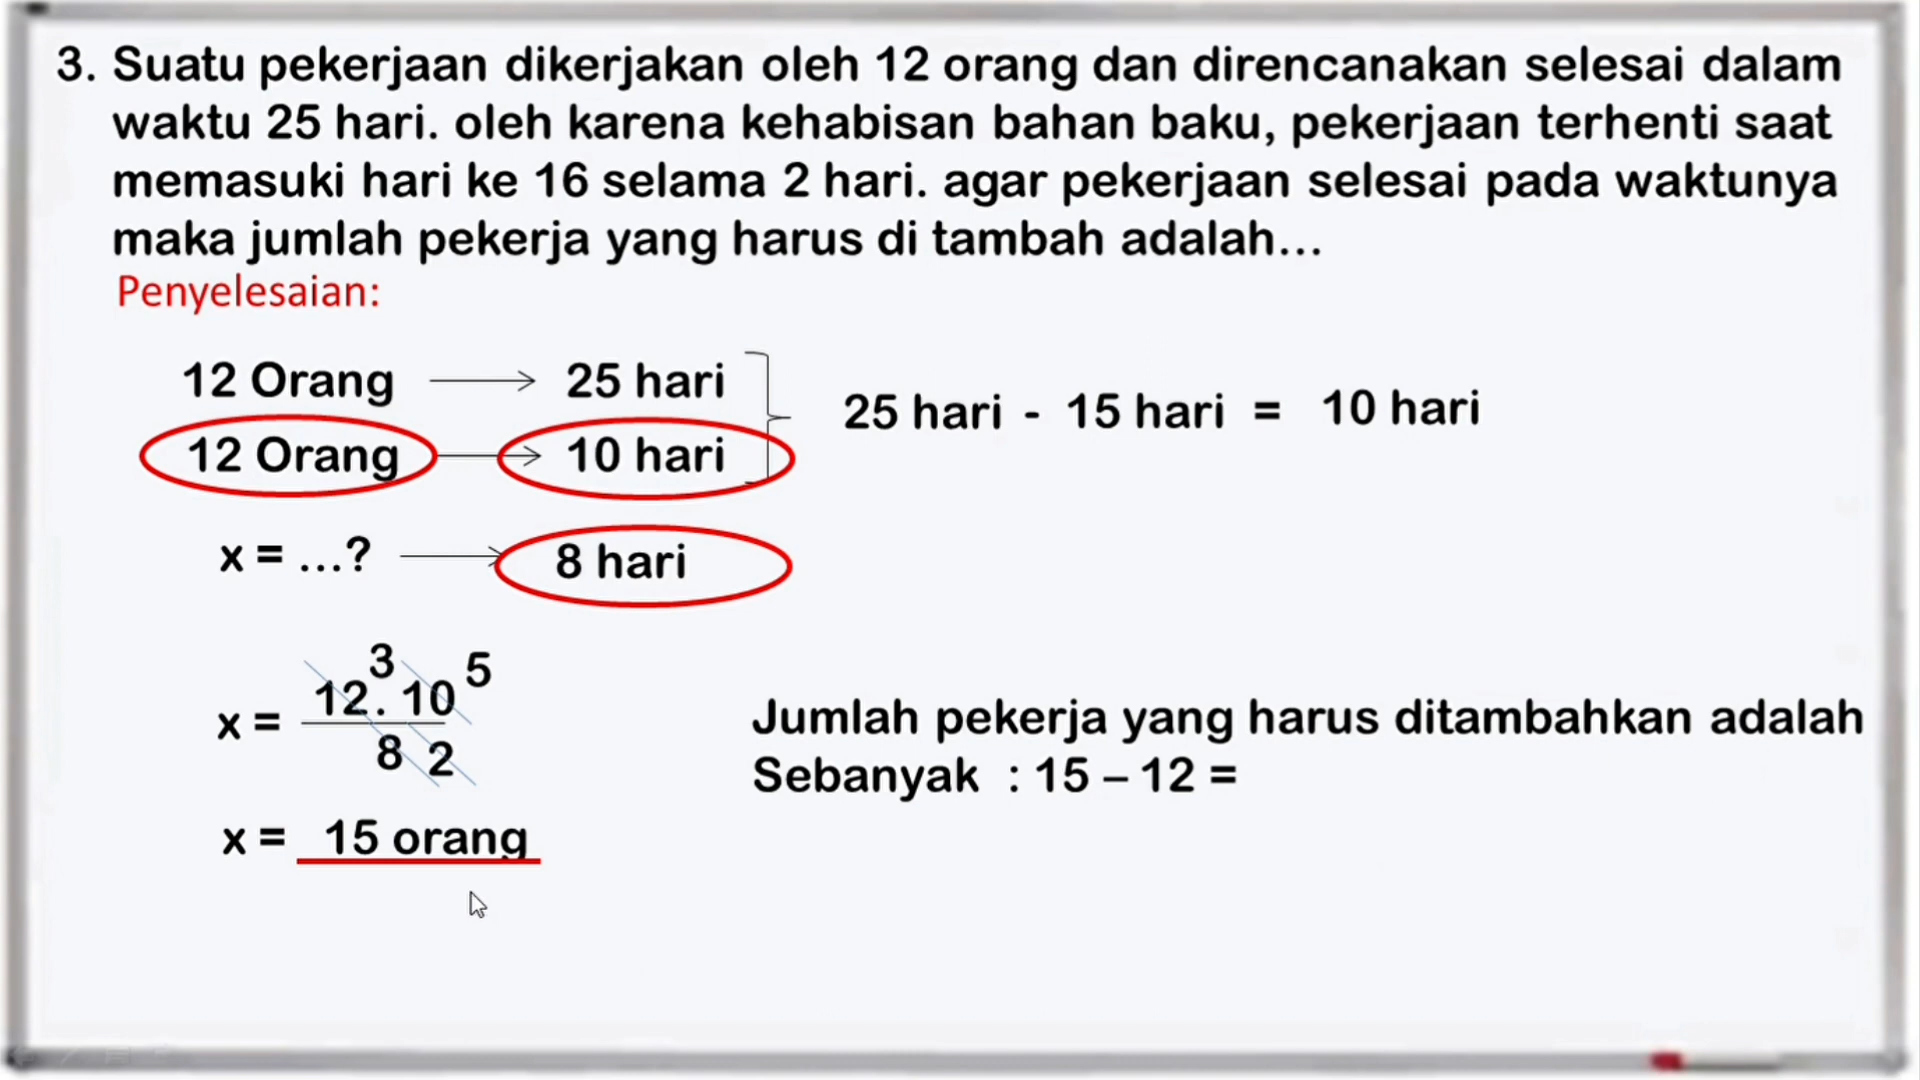 3. Suatu pekerjaan dikerjakan oleh 12 orang dan direncanakan selesai dalam
waktu 25 hari. oleh karena kehabisan bahan baku, pekerjaan terhenti saat
memasuki hari ke 16 selama 2 hari. agar pekerjaan selesai pada waktunya
maka jumlah pekerja yang harus di tambah adalah...
Penyelesaian:
12 Orang → 25 hari
25 hari - 15 hari = 10 hari
12 Orang → 10 hari
x = ...? → 8 hari
3 5
x = 12. 10
8 2
x = 15 orang
Jumlah pekerja yang harus ditambahkan adalah
Sebanyak : 15 – 12 =